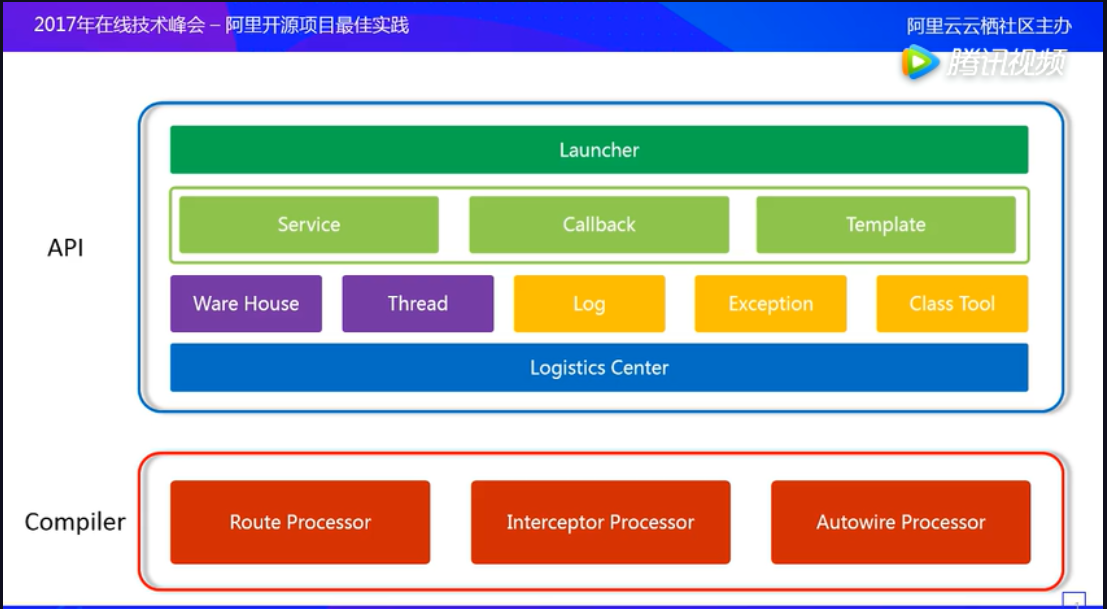 2017年在线技术峰会 – 阿里开源项目最佳实践
阿里云云栖社区主办
腾讯视频
Launcher
API
Service
Callback
Template
Ware House
Thread
Log
Exception
Class Tool
Logistics Center
Compiler
Route Processor
Interceptor Processor
Autowire Processor